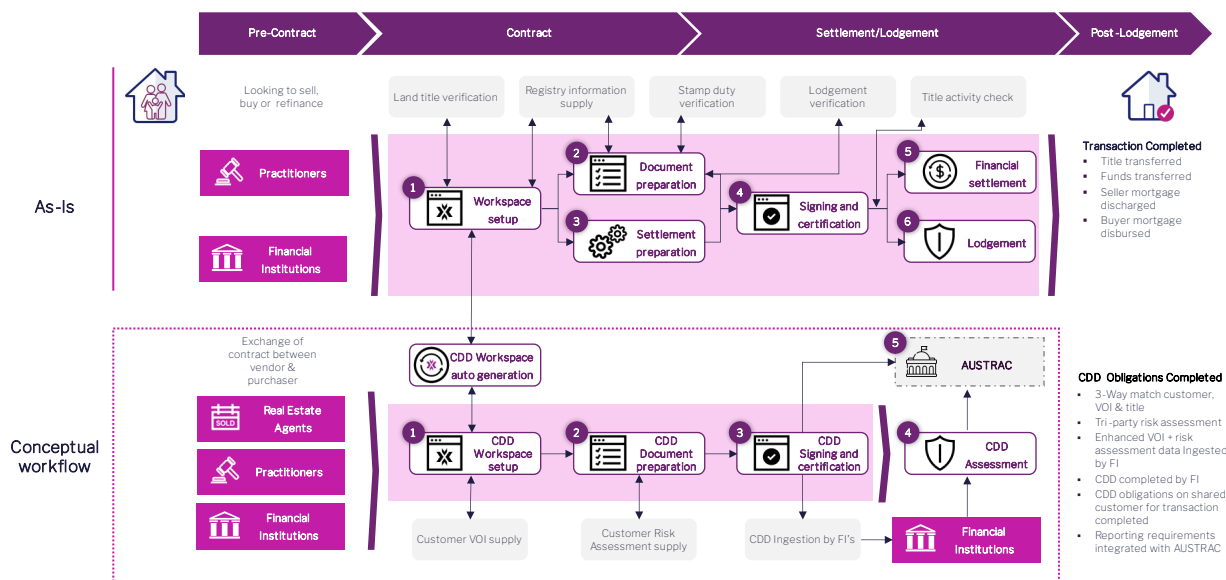 Pre-Contract
Contract
Settlement/Lodgement
Post-Lodgement
As-Is
Looking to sell,
buy or refinance
Land title verification
Registry information
supply
Stamp duty
verification
Lodgement
verification
Title activity check
Practitioners
Financial
Institutions
1
Workspace
setup
2
Document
preparation
3
Settlement
preparation
4
Signing and
certification
5
Financial
settlement
6
Lodgement
Transaction Completed
▪ Title transferred
▪ Funds transferred
▪ Seller mortgage
discharged
▪ Buyer mortgage
disbursed
Conceptual
workflow
Exchange of
contract between
vendor &
purchaser
Real Estate
Agents
SOLD
Practitioners
Financial
Institutions
CDD Workspace
auto generation
1
CDD
Workspace
setup
2
CDD
Document
preparation
3
CDD
Signing and
certification
4
CDD
Assessment
5
AUSTRAC
Customer VOI supply
Customer Risk
Assessment supply
CDD Ingestion by FI's
Financial
Institutions
CDD Obligations Completed
▪ 3-Way match customer,
VOI & title
▪ Tri-party risk assessment
▪ Enhanced VOI + risk
assessment data Ingested
by FI
▪ CDD completed by FI
▪ CDD obligations on shared
customer for transaction
completed
▪ Reporting requirements
integrated with AUSTRAC